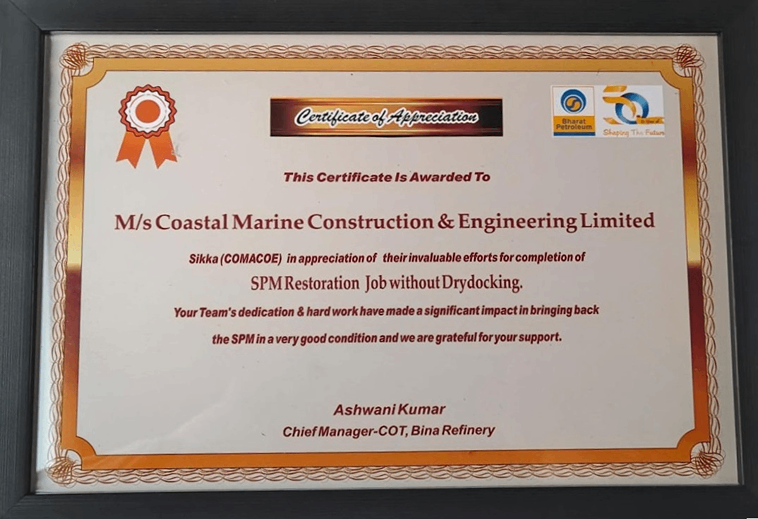 Certificate of Appreciation
Bharat
Petroleum
50
Shaping The Future
This Certificate Is Awarded To
M/s Coastal Marine Construction & Engineering Limited
Sikka (COMACOE) in appreciation of their invaluable efforts for completion of
SPM Restoration Job without Drydocking.
Your Team's dedication & hard work have made a significant impact in bringing back
the SPM in a very good condition and we are grateful for your support.
Ashwani Kumar
Chief Manager-COT, Bina Refinery